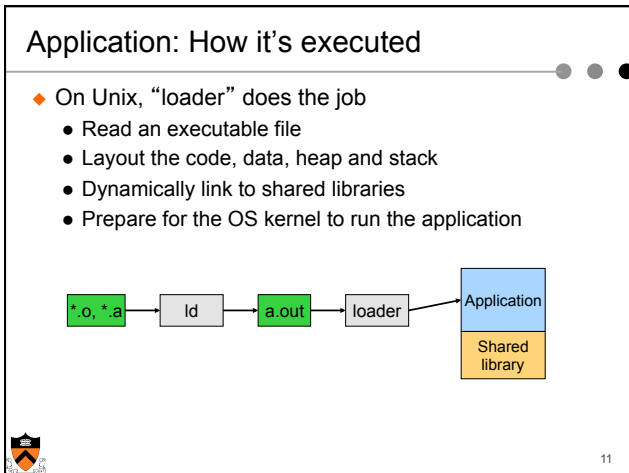 Application: How it's executed
◆ On Unix, “loader” does the job
● Read an executable file
● Layout the code, data, heap and stack
● Dynamically link to shared libraries
● Prepare for the OS kernel to run the application
*.o, *.a
ld
a.out
loader
Application
Shared
library
11